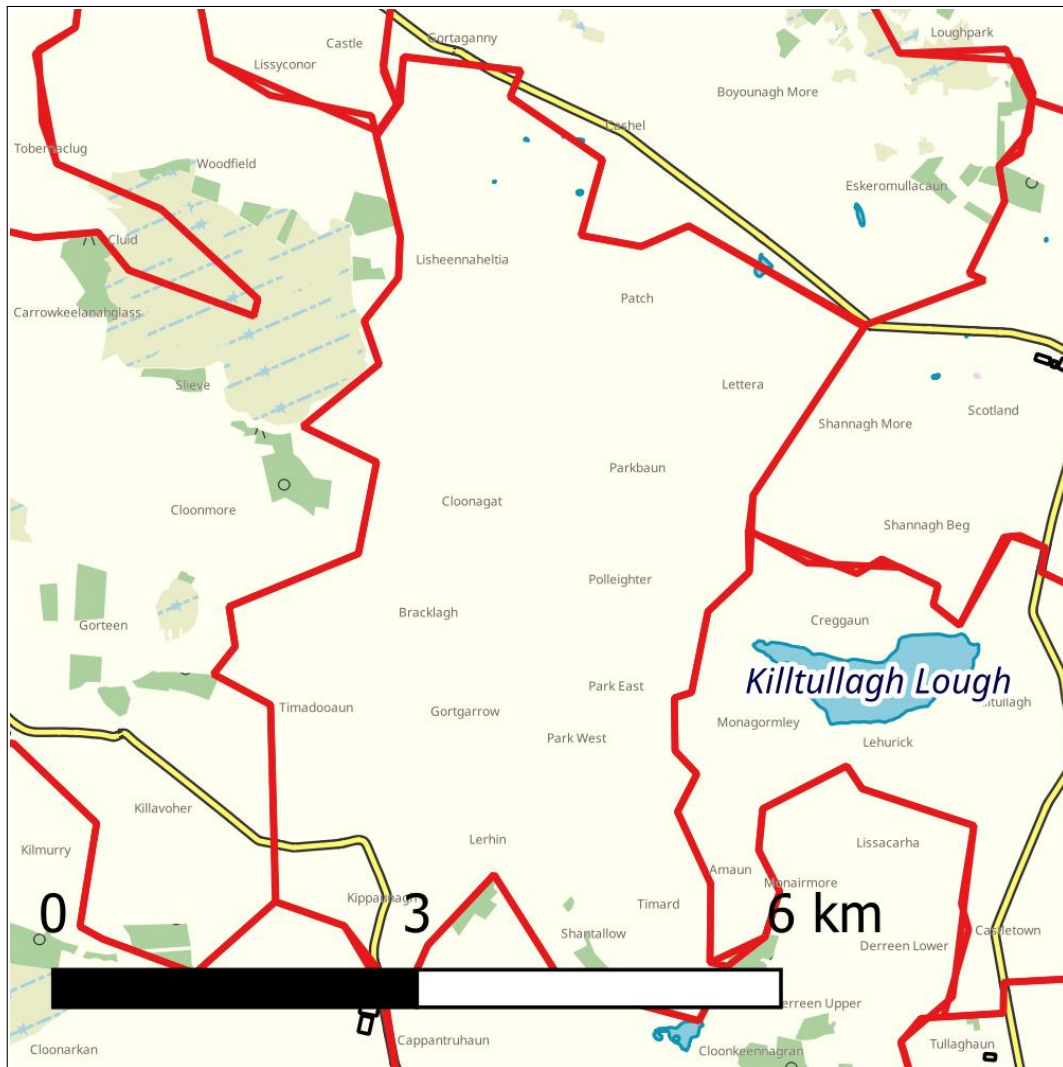 Loughpark
Gortaganny
Castle
Lissyconor
Boyounagh More
Cashel
Tobernaclug
Woodfield
Eskeromullacaun
Cluid
Lisheennaheltia
Patch
Carrowkeelanahglass
Slieve
Lettera
Scotland
Shannagh More
Parkbaun
Cloonagat
Cloonmore
Shannagh Beg
Polleighter
Bracklagh
Creggaun
Gorteen
Killtullagh Lough
Park East
Timadooaun
Gortgarrow
Monagormley
Park West
Lehurick
Killavoher
Lerhin
Lissacarha
Kilmurry
Amaun
Monairmore
Kippaunagh
Timard
0 3 6 km
Shantallow
Castletown
Derreen Lower
Derreen Upper
Cappantruhaun
Tullaghaun
Cloonarkan
Cloonkeennagran